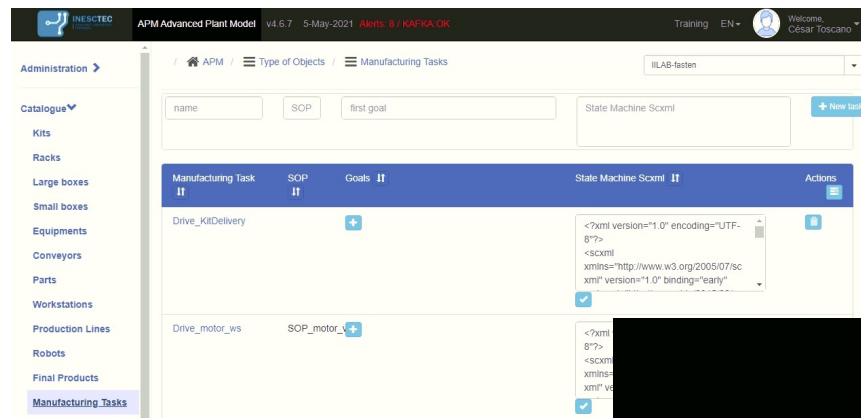 INESCTEC
APM Advanced Plant Model v4.6.7 5-May-2021 Alerts: 8 / KAFKA:OK
Training EN
Welcome,
César Toscano
Administration
/ APM / Type of Objects / Manufacturing Tasks
IILAB-fasten
Catalogue
name SOP first goal State Machine Scxml + New task
Kits
Racks
Large boxes
Small boxes
Equipments
Conveyors
Parts
Workstations
Production Lines
Robots
Final Products
Manufacturing Tasks
Manufacturing Task SOP Goals State Machine Scxml Actions
Drive_KitDelivery
<?xml version="1.0" encoding="UTF-
8"?>
<scxml
xmlns="http://www.w3.org/2005/07/sc
xml" version="1.0" binding="early"
Drive_motor_ws SOP_motor_
<?xml
8"?>
<scxml
xmlns=
xml" ve